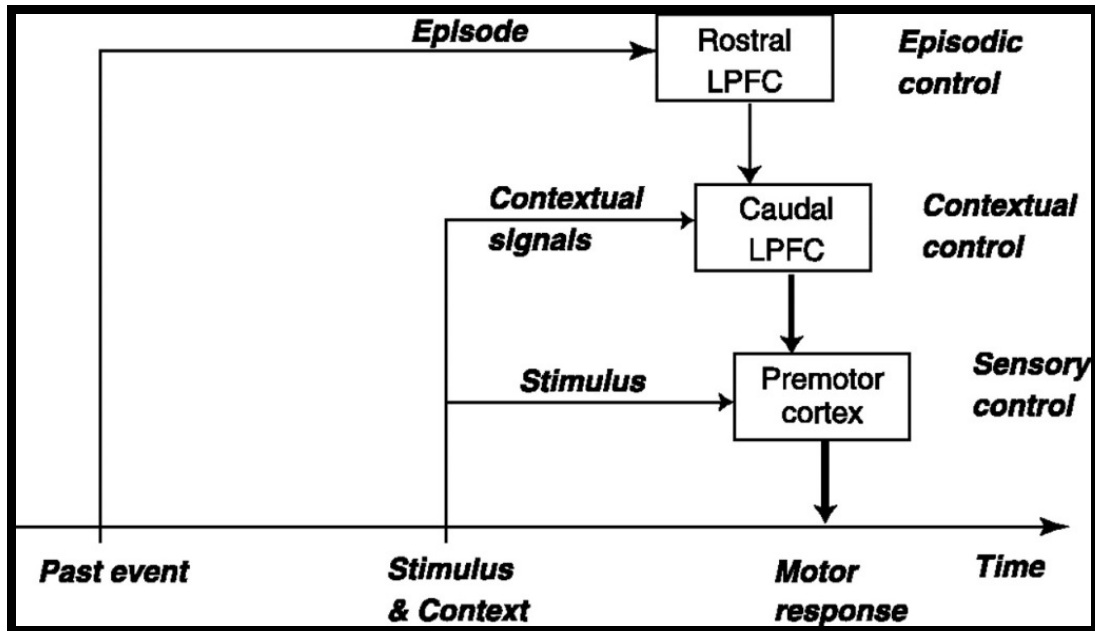 Episode
Rostral
LPFC
Episodic
control
Contextual
signals
Caudal
LPFC
Contextual
control
Stimulus
Premotor
cortex
Sensory
control
Past event
Stimulus
& Context
Motor
response
Time